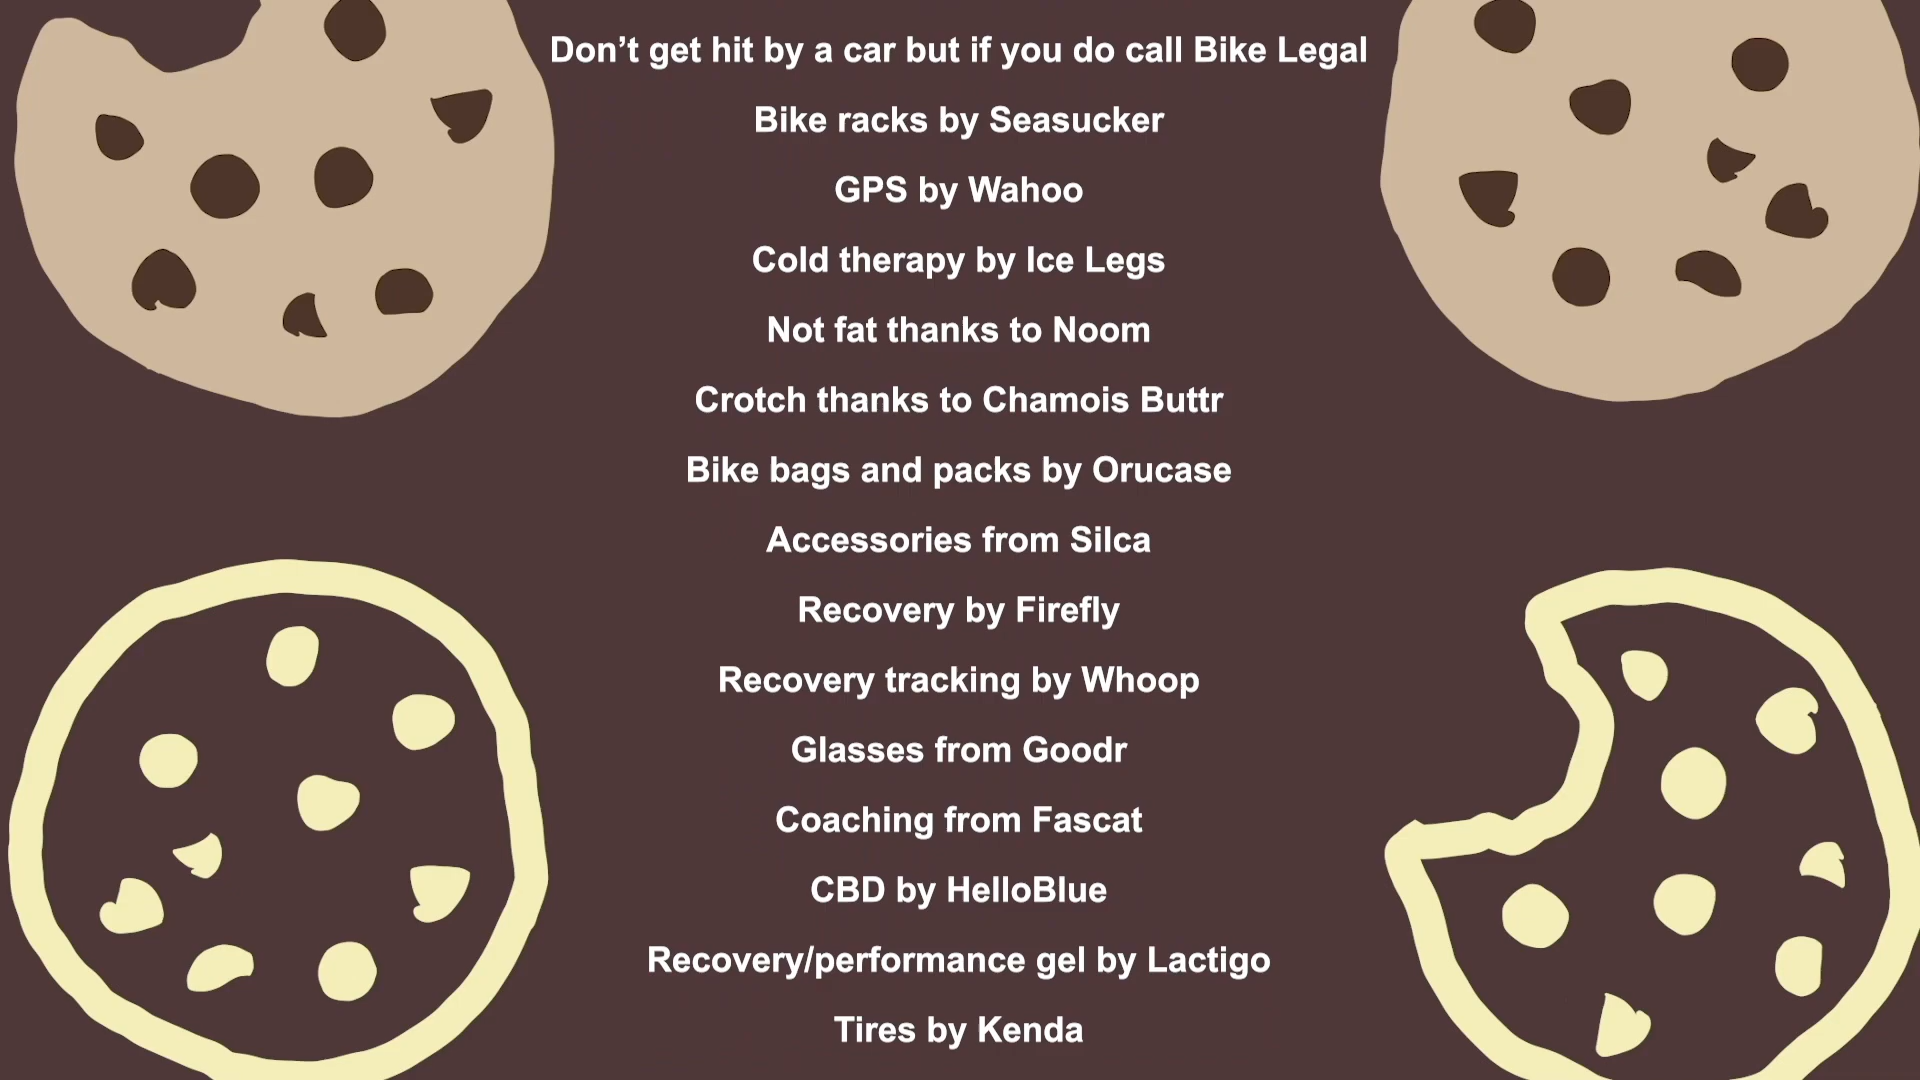 Don’t get hit by a car but if you do call Bike Legal
Bike racks by Seasucker
GPS by Wahoo
Cold therapy by Ice Legs
Not fat thanks to Noom
Crotch thanks to Chamois Buttr
Bike bags and packs by Orucase
Accessories from Silca
Recovery by Firefly
Recovery tracking by Whoop
Glasses from Goodr
Coaching from Fascat
CBD by HelloBlue
Recovery/performance gel by Lactigo
Tires by Kenda